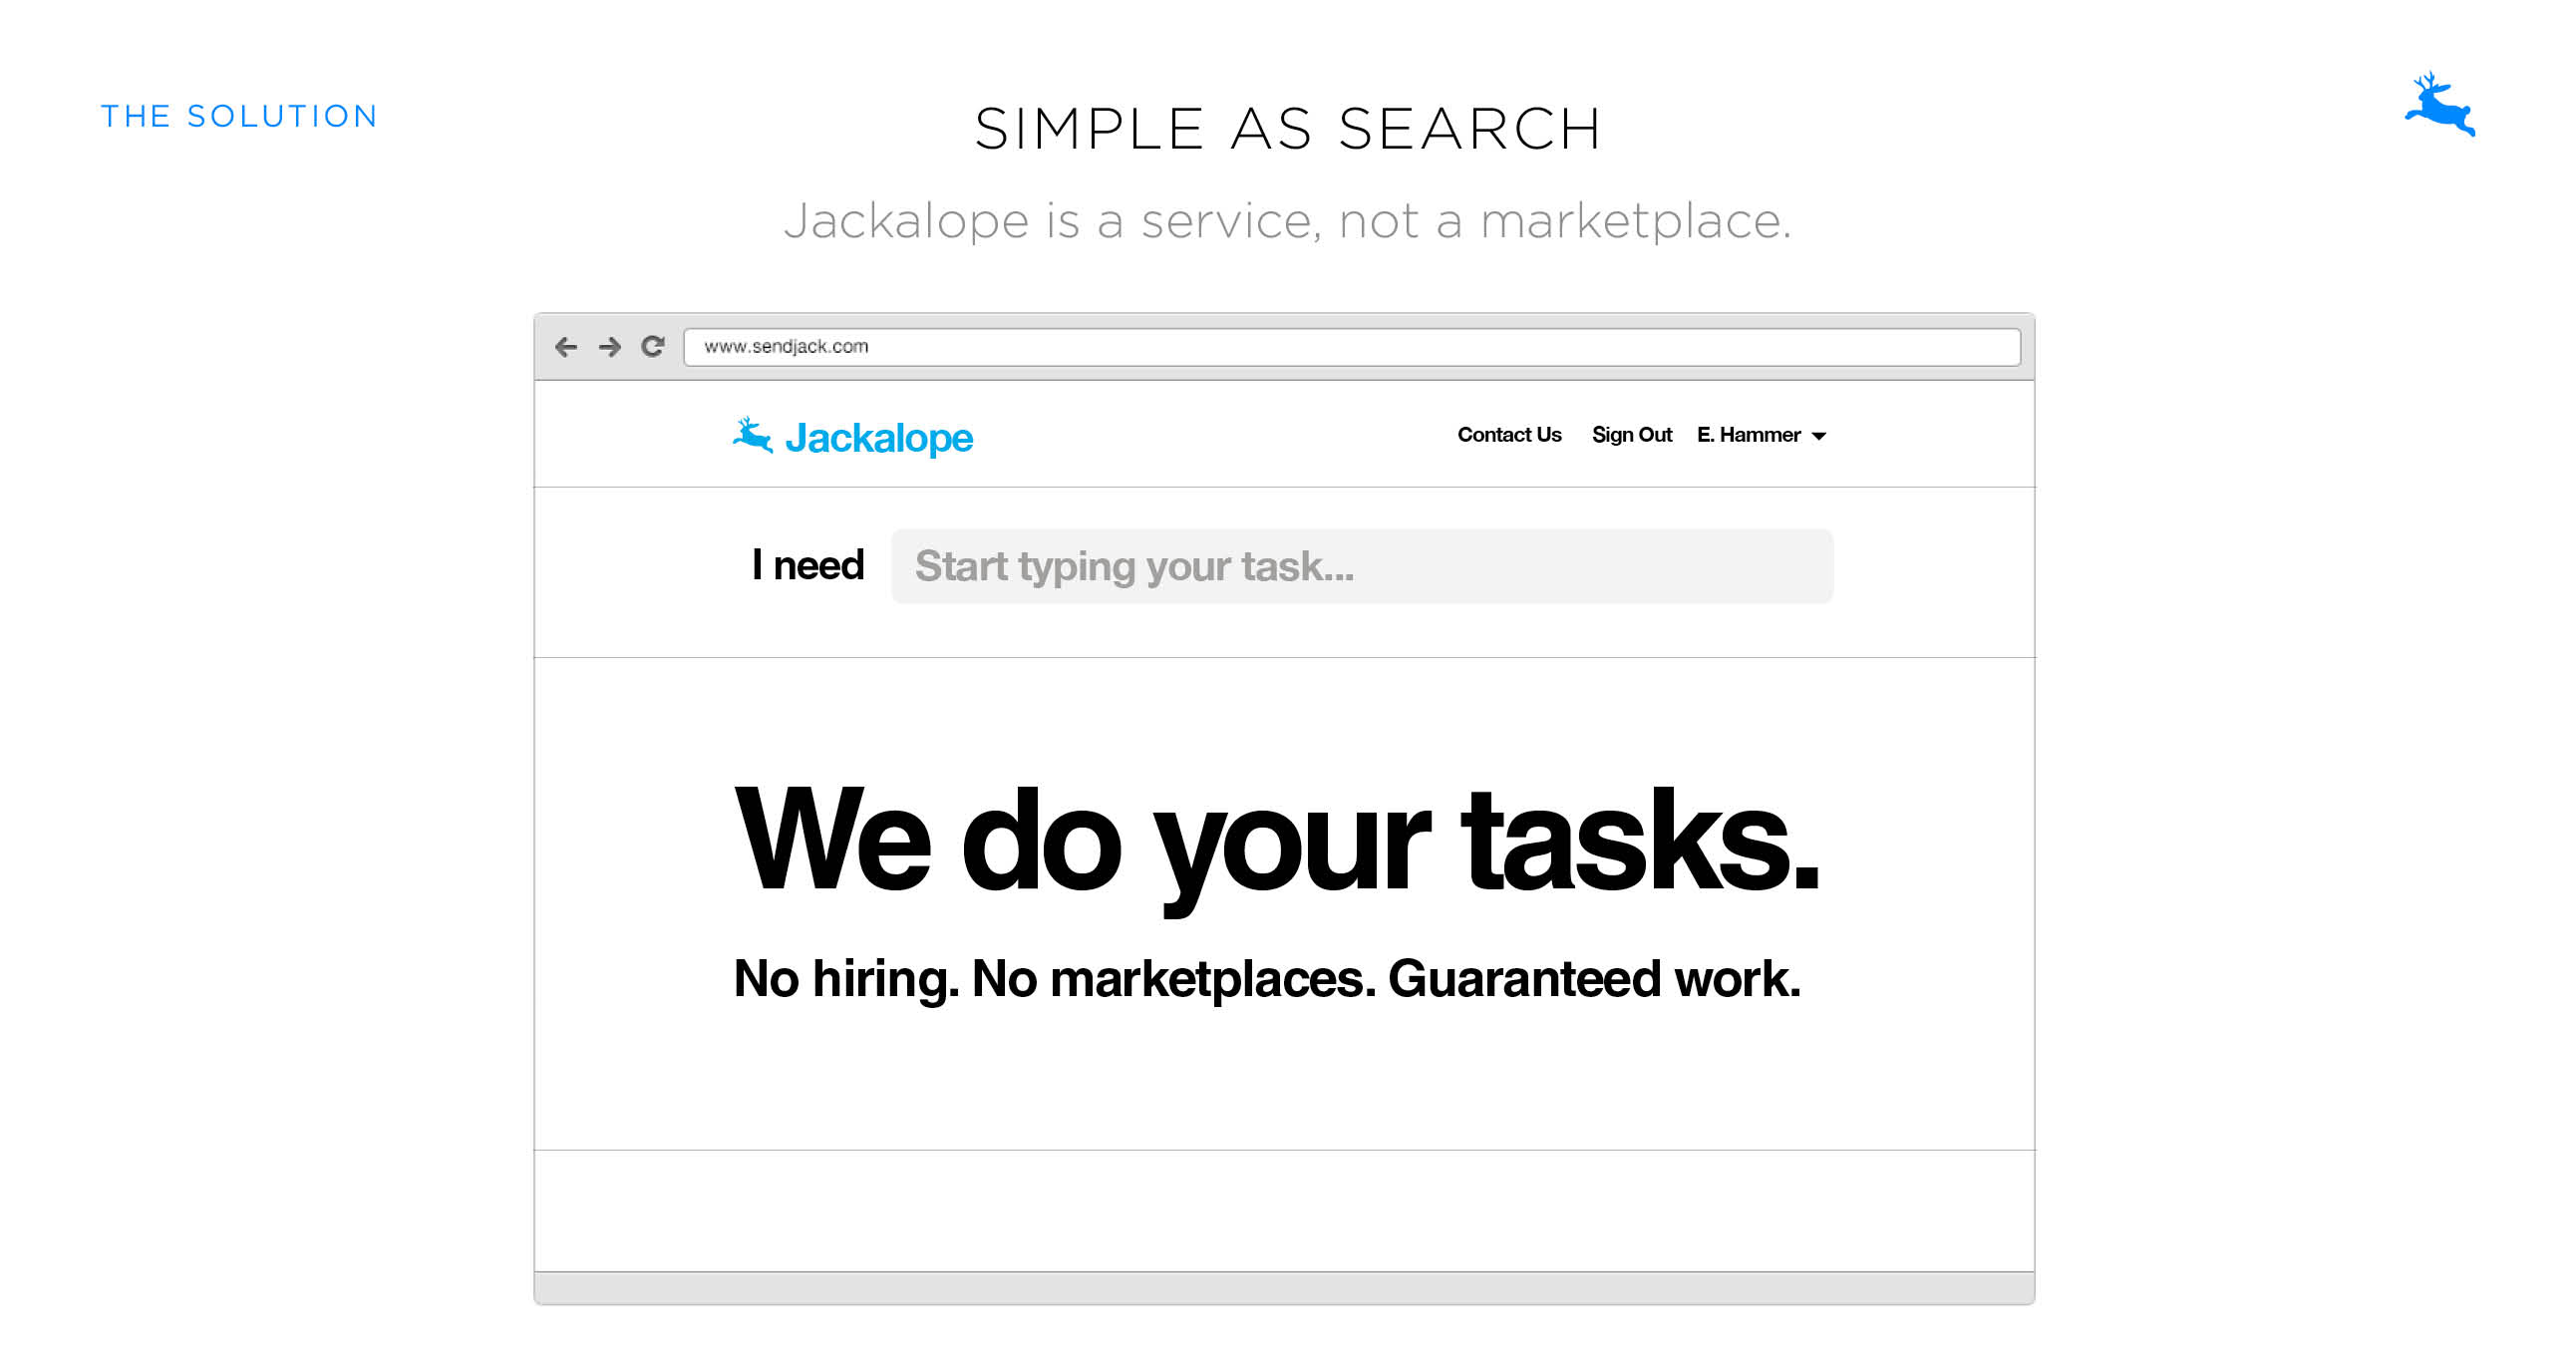 THE SOLUTION
SIMPLE AS SEARCH
Jackalope is a service, not a marketplace.
www.sendjack.com
Jackalope
Contact Us Sign Out E. Hammer
I need Start typing your task...
We do your tasks.
No hiring. No marketplaces. Guaranteed work.